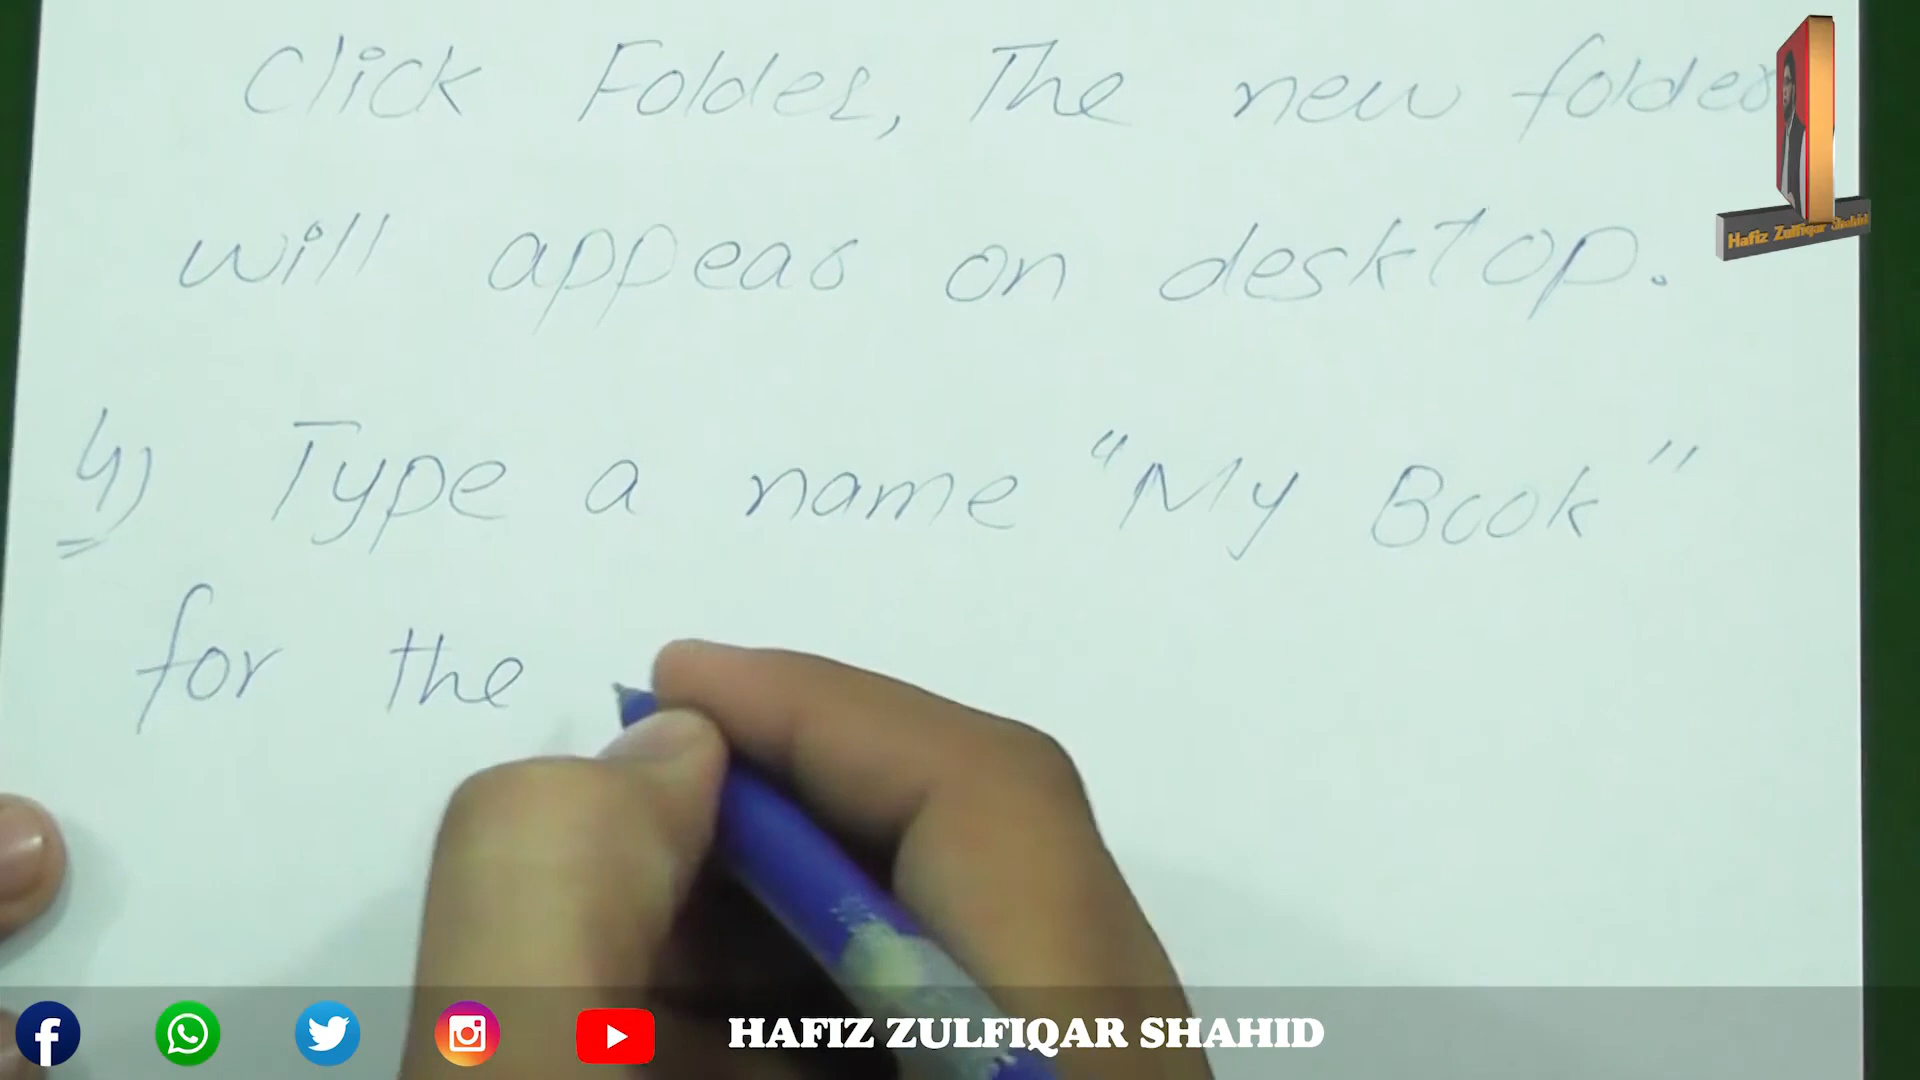 Click Folder, The new folder
will appear on desktop.
4) Type a name "My Book"
for the
Hafiz Zulfiqar Shahid
HAFIZ ZULFIQAR SHAHID